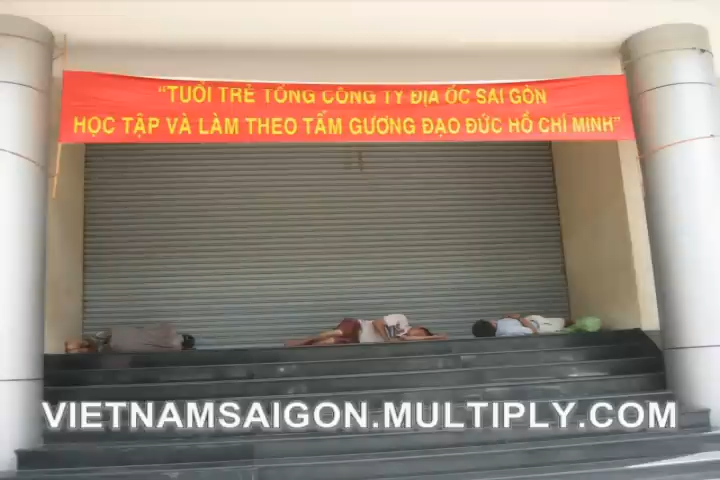 "TUỔI TRẺ TỔNG CÔNG TY ĐỊA ỐC SÀI GÒN
HỌC TẬP VÀ LÀM THEO TẤM GƯƠNG ĐẠO ĐỨC HỒ CHÍ MINH"
VIETNAMSAIGON.MULTIPLY.COM